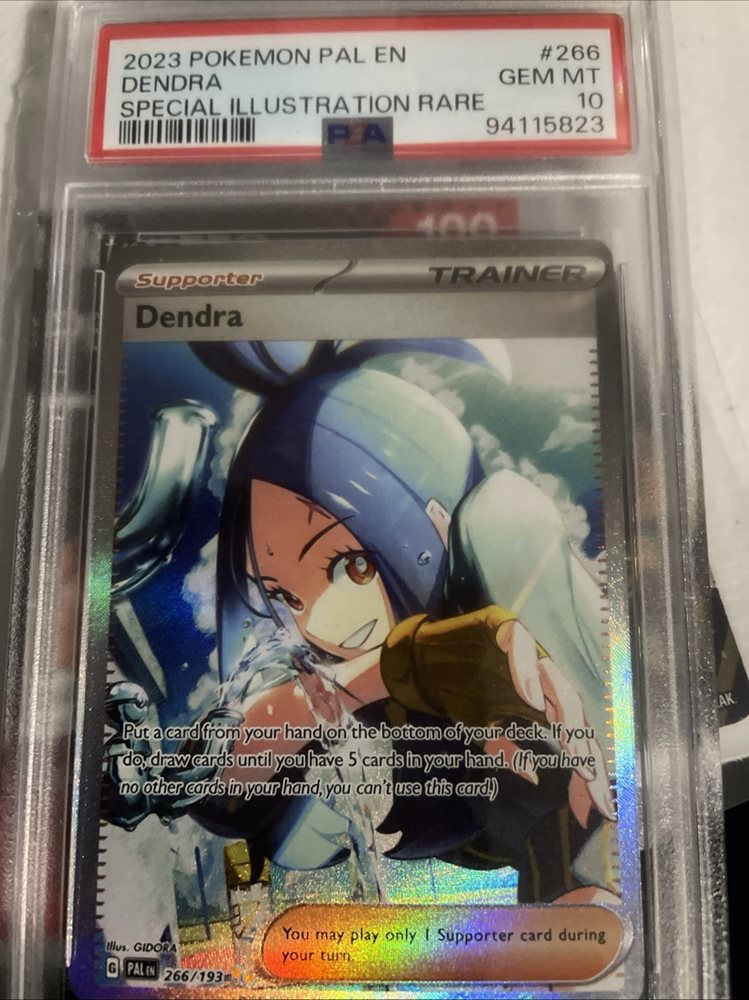 2023 POKEMON PAL EN #266
DENDRA GEM MT
SPECIAL ILLUSTRATION RARE 10
PSA 94115823
100
Supporter TRAINER
Dendra
Put a card from your hand on the bottom of your deck. If you
do, draw cards until you have 5 cards in your hand. (If you have
no other cards in your hand, you can't use this card.)
You may play only 1 Supporter card during
your turn.
Illus. GIDORA
G PAL EN 266/193